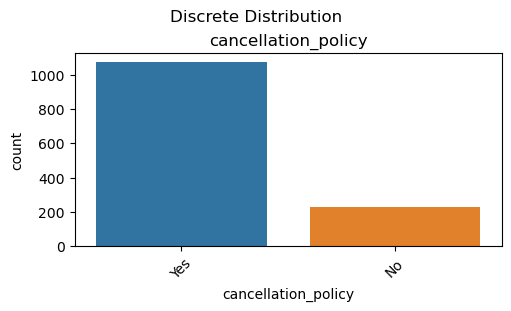 Discrete Distribution
cancellation_policy
1000
800
600
400
200
0
count
Yes
No
cancellation_policy